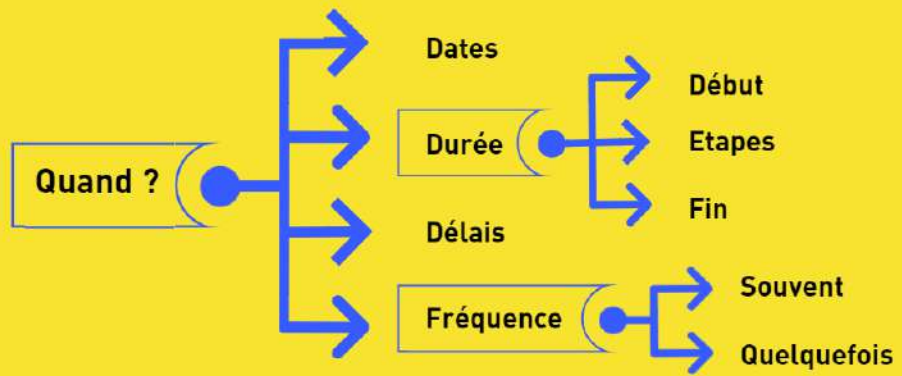 Quand ?
Dates
Durée
Début
Etapes
Fin
Délais
Fréquence
Souvent
Quelquefois